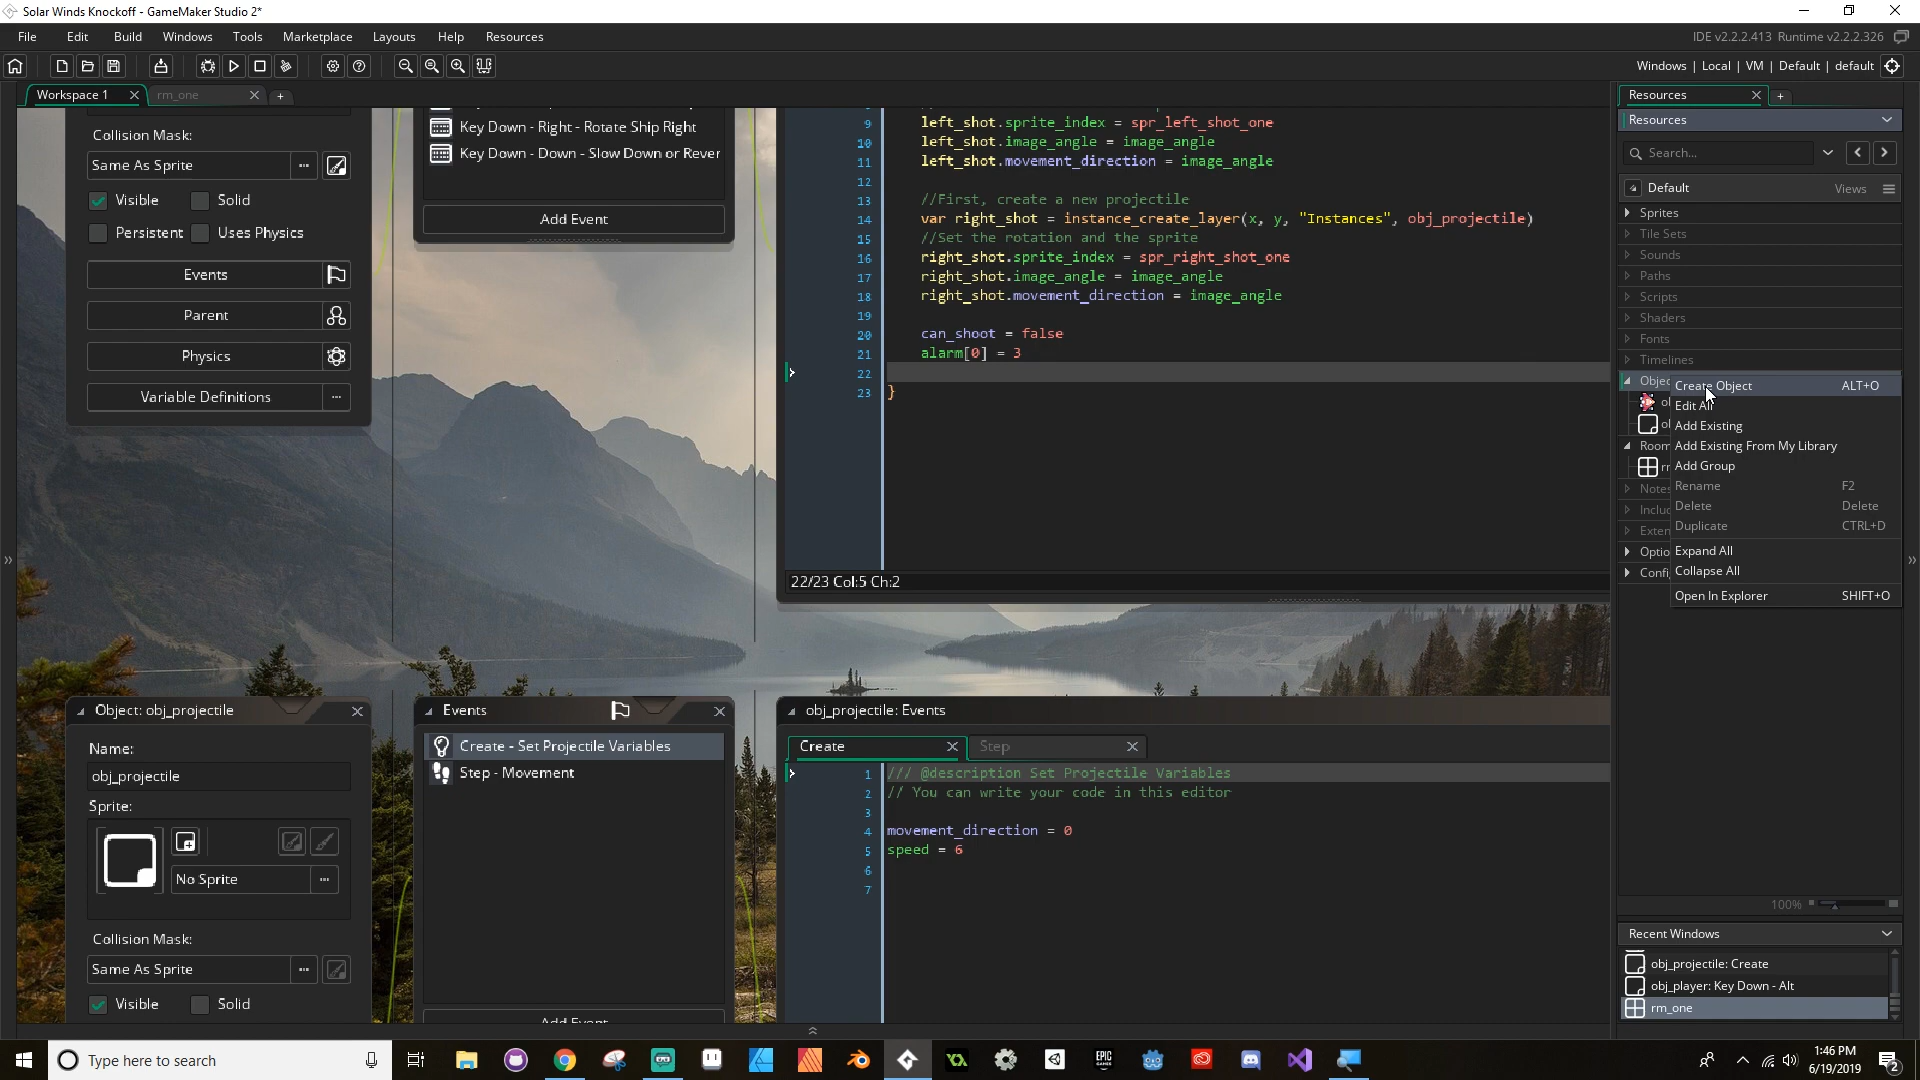 Solar Winds Knockoff - GameMaker Studio 2*
File Edit Build Windows Tools Marketplace Layouts Help Resources
IDE v2.2.2.413 Runtime v2.2.2.326
Windows | Local | VM | Default | default
Workspace 1
rm_one
Collision Mask:
Same As Sprite
Visible
Solid
Persistent
Uses Physics
Events
Parent
Physics
Variable Definitions
Key Down - Right - Rotate Ship Right
Key Down - Down - Slow Down or Rever
Add Event
9 left_shot.sprite_index = spr_left_shot_one
10 left_shot.image_angle = image_angle
11 left_shot.movement_direction = image_angle
12
13 //First, create a new projectile
14 var right_shot = instance_create_layer(x, y, "Instances", obj_projectile)
15 //Set the rotation and the sprite
16 right_shot.sprite_index = spr_right_shot_one
17 right_shot.image_angle = image_angle
18 right_shot.movement_direction = image_angle
19
20 can_shoot = false
21 alarm[0] = 3
22
23 }
22/23 Col:5 Ch:2
Object: obj_projectile
Name:
obj_projectile
Sprite:
No Sprite
Collision Mask:
Same As Sprite
Visible
Solid
Events
Create - Set Projectile Variables
Step - Movement
Add Event
obj_projectile: Events
Create
Step
1 /// @description Set Projectile Variables
2 // You can write your code in this editor
3
4 movement_direction = 0
5 speed = 6
6
7
Resources
Resources
Search...
Default
Views
Sprites
Tile Sets
Sounds
Paths
Scripts
Shaders
Fonts
Timelines
Objec
ob
ob
Room
rr
Notes
Includ
Exten
Optio
Confi
Create Object ALT+O
Edit All
Add Existing
Add Existing From My Library
Add Group
Rename F2
Delete Delete
Duplicate CTRL+D
Expand All
Collapse All
Open In Explorer SHIFT+O
100%
Recent Windows
obj_projectile: Create
obj_player: Key Down - Alt
rm_one
Type here to search
EPIC GAMES
1:46 PM
6/19/2019
2